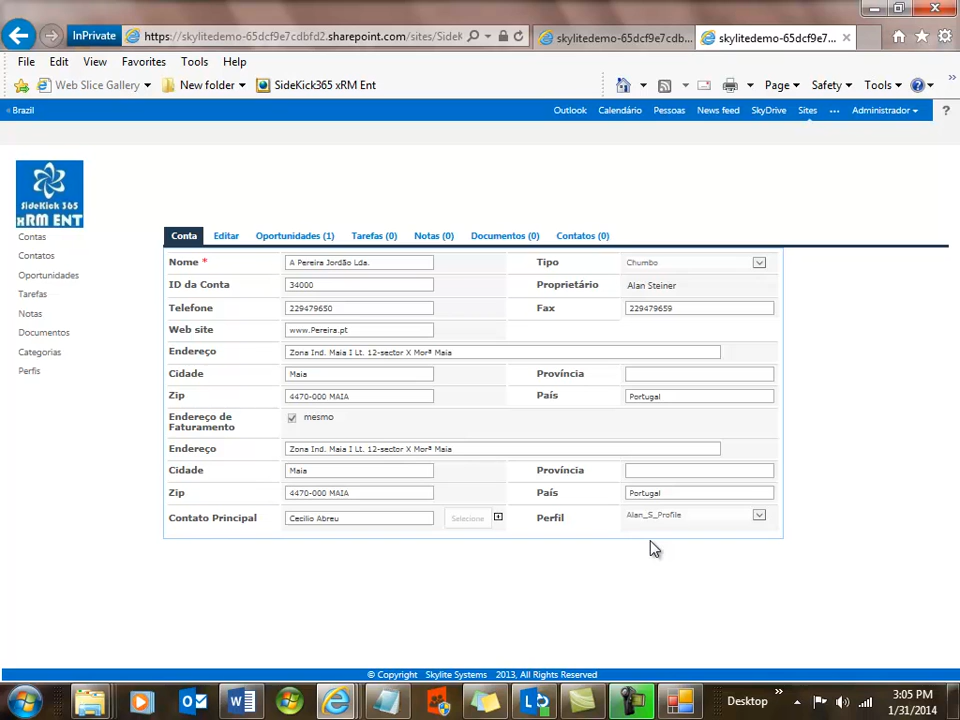 InPrivate https://skylitedemo-65dcf9e7cdbfd2.sharepoint.com/sites/Sidek skylitedemo-65dcf9e7cdb... skylitedemo-65dcf9e7...
File Edit View Favorites Tools Help
Web Slice Gallery New folder SideKick365 xRM Ent Page Safety Tools
Brazil Outlook Calendário Pessoas News feed SkyDrive Sites ... Administrador ?
SideKick 365
xRM ENT
Contas
Contatos
Oportunidades
Tarefas
Notas
Documentos
Categorias
Perfis
Conta Editar Oportunidades (1) Tarefas (0) Notas (0) Documentos (0) Contatos (0)
Nome * A Pereira Jordão Lda. Tipo Chumbo
ID da Conta 34000 Proprietário Alan Steiner
Telefone 229479650 Fax 229479659
Web site www.Pereira.pt
Endereço Zona Ind. Maia I Lt. 12-sector X Morª Maia
Cidade Maia Província
Zip 4470-000 MAIA País Portugal
Endereço de
Faturamento mesmo
Endereço Zona Ind. Maia I Lt. 12-sector X Morª Maia
Cidade Maia Província
Zip 4470-000 MAIA País Portugal
Contato Principal Cecilio Abreu Selecione Perfil Alan_S_Profile
© Copyright Skylite Systems 2013, All Rights Reserved
Desktop 3:05 PM
1/31/2014